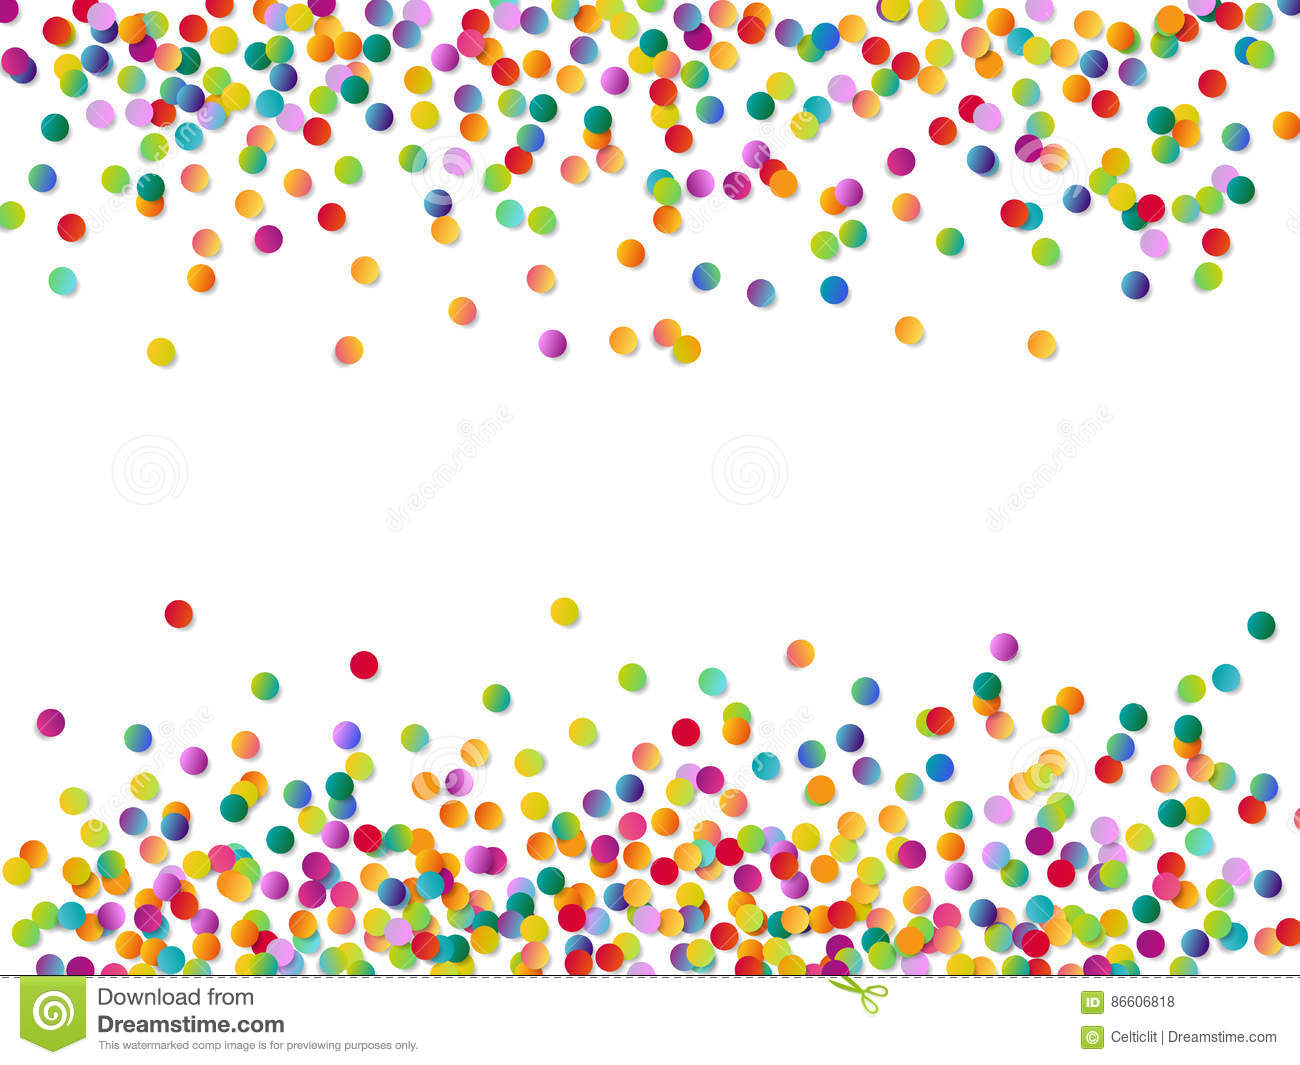 dreamstime
dreamstime
Download from
Dreamstime.com
This watermarked comp image is for previewing purposes only.
ID 86606818
© Celticlit | Dreamstime.com